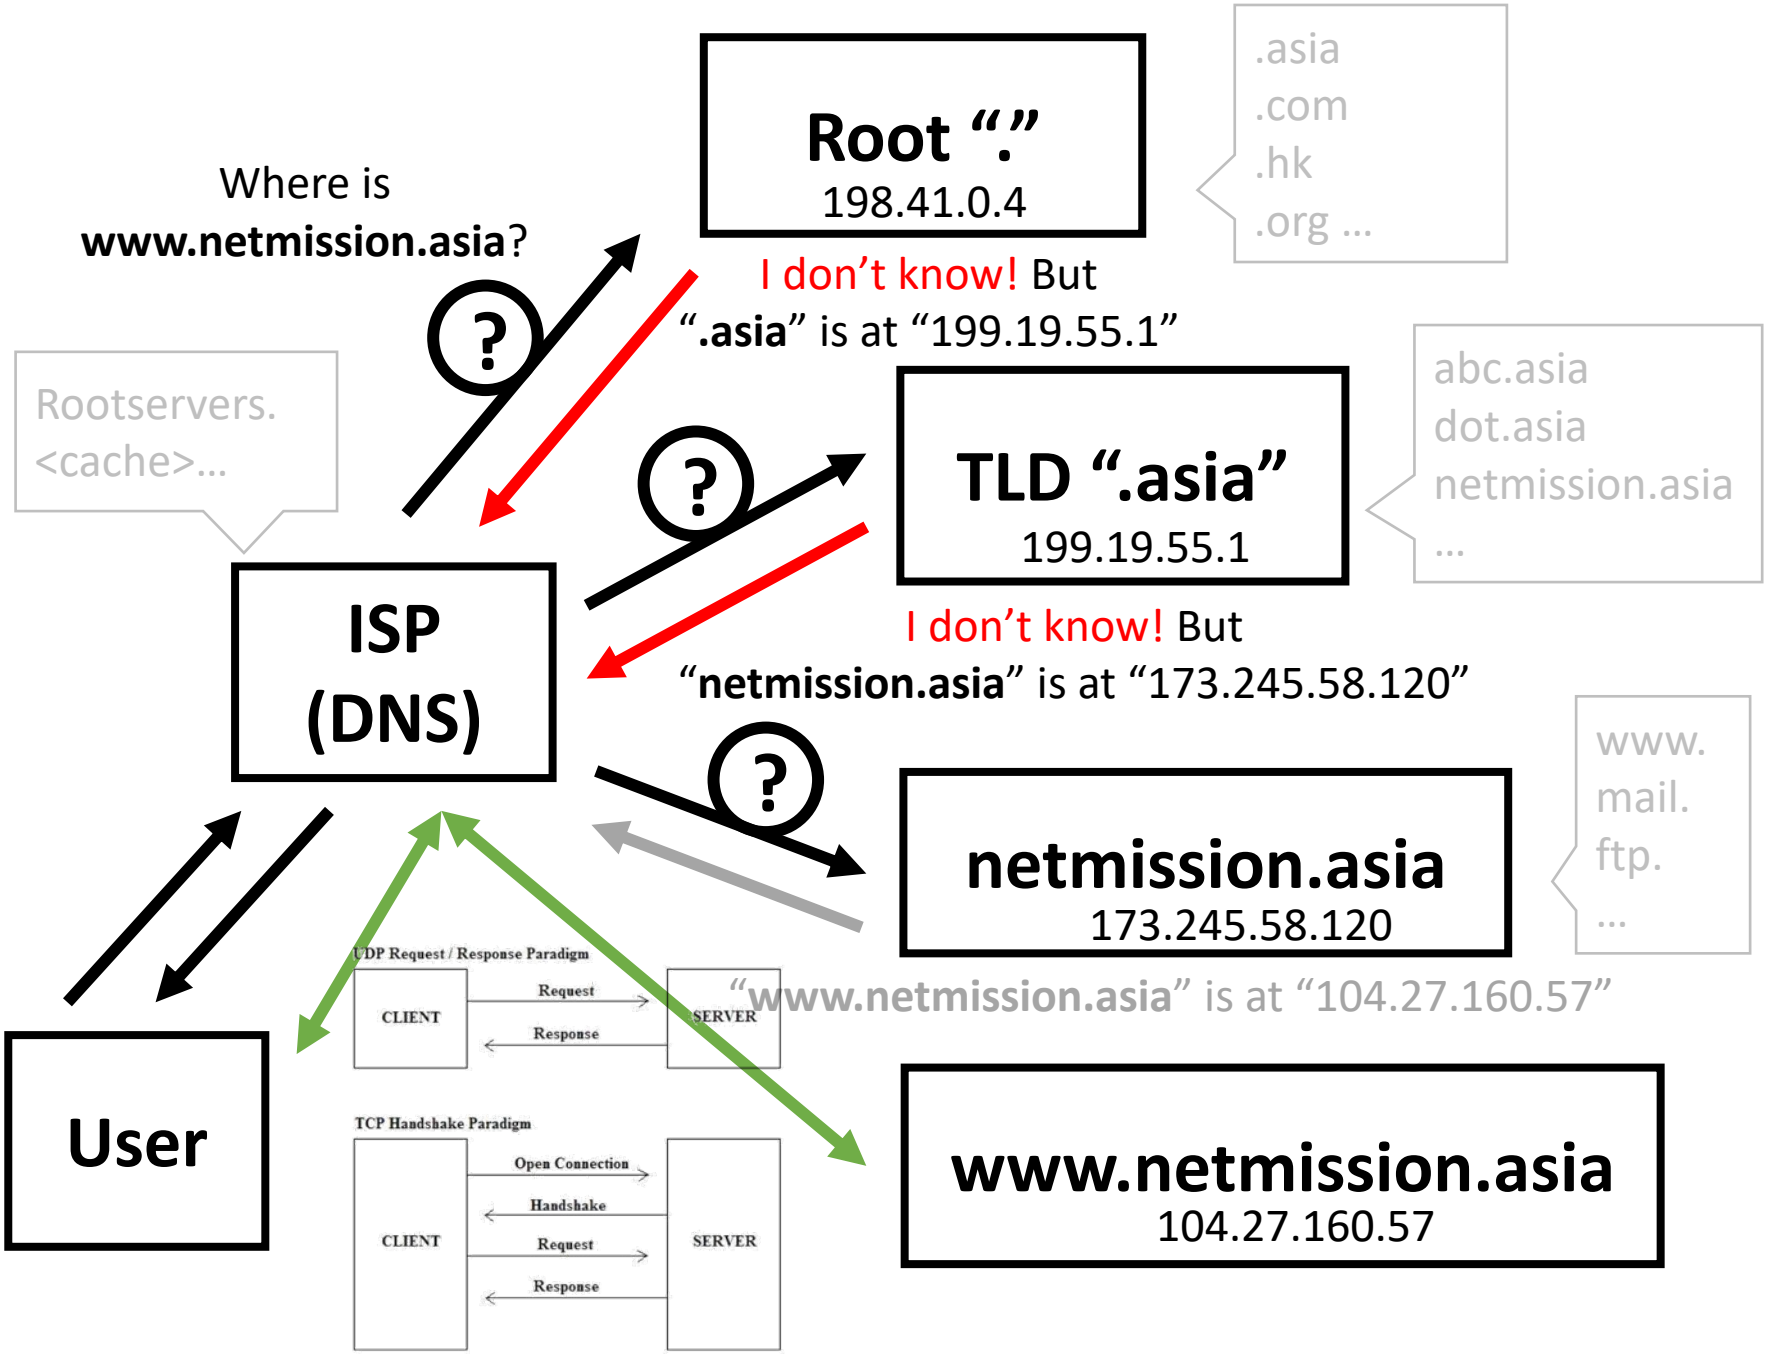 .asia
.com
.hk
.org ...
Root “.”
198.41.0.4
Where is
www.netmission.asia?
?
I don’t know! But
“.asia” is at “199.19.55.1”
Rootservers.
<cache>...
abc.asia
dot.asia
netmission.asia
...
?
TLD “.asia”
199.19.55.1
ISP
(DNS)
I don’t know! But
“netmission.asia” is at “173.245.58.120”
www.
mail.
ftp.
...
?
netmission.asia
173.245.58.120
“www.netmission.asia” is at “104.27.160.57”
UDP Request / Response Paradigm
CLIENT
Request
Response
SERVER
User
TCP Handshake Paradigm
CLIENT
Open Connection
Handshake
Request
Response
SERVER
www.netmission.asia
104.27.160.57